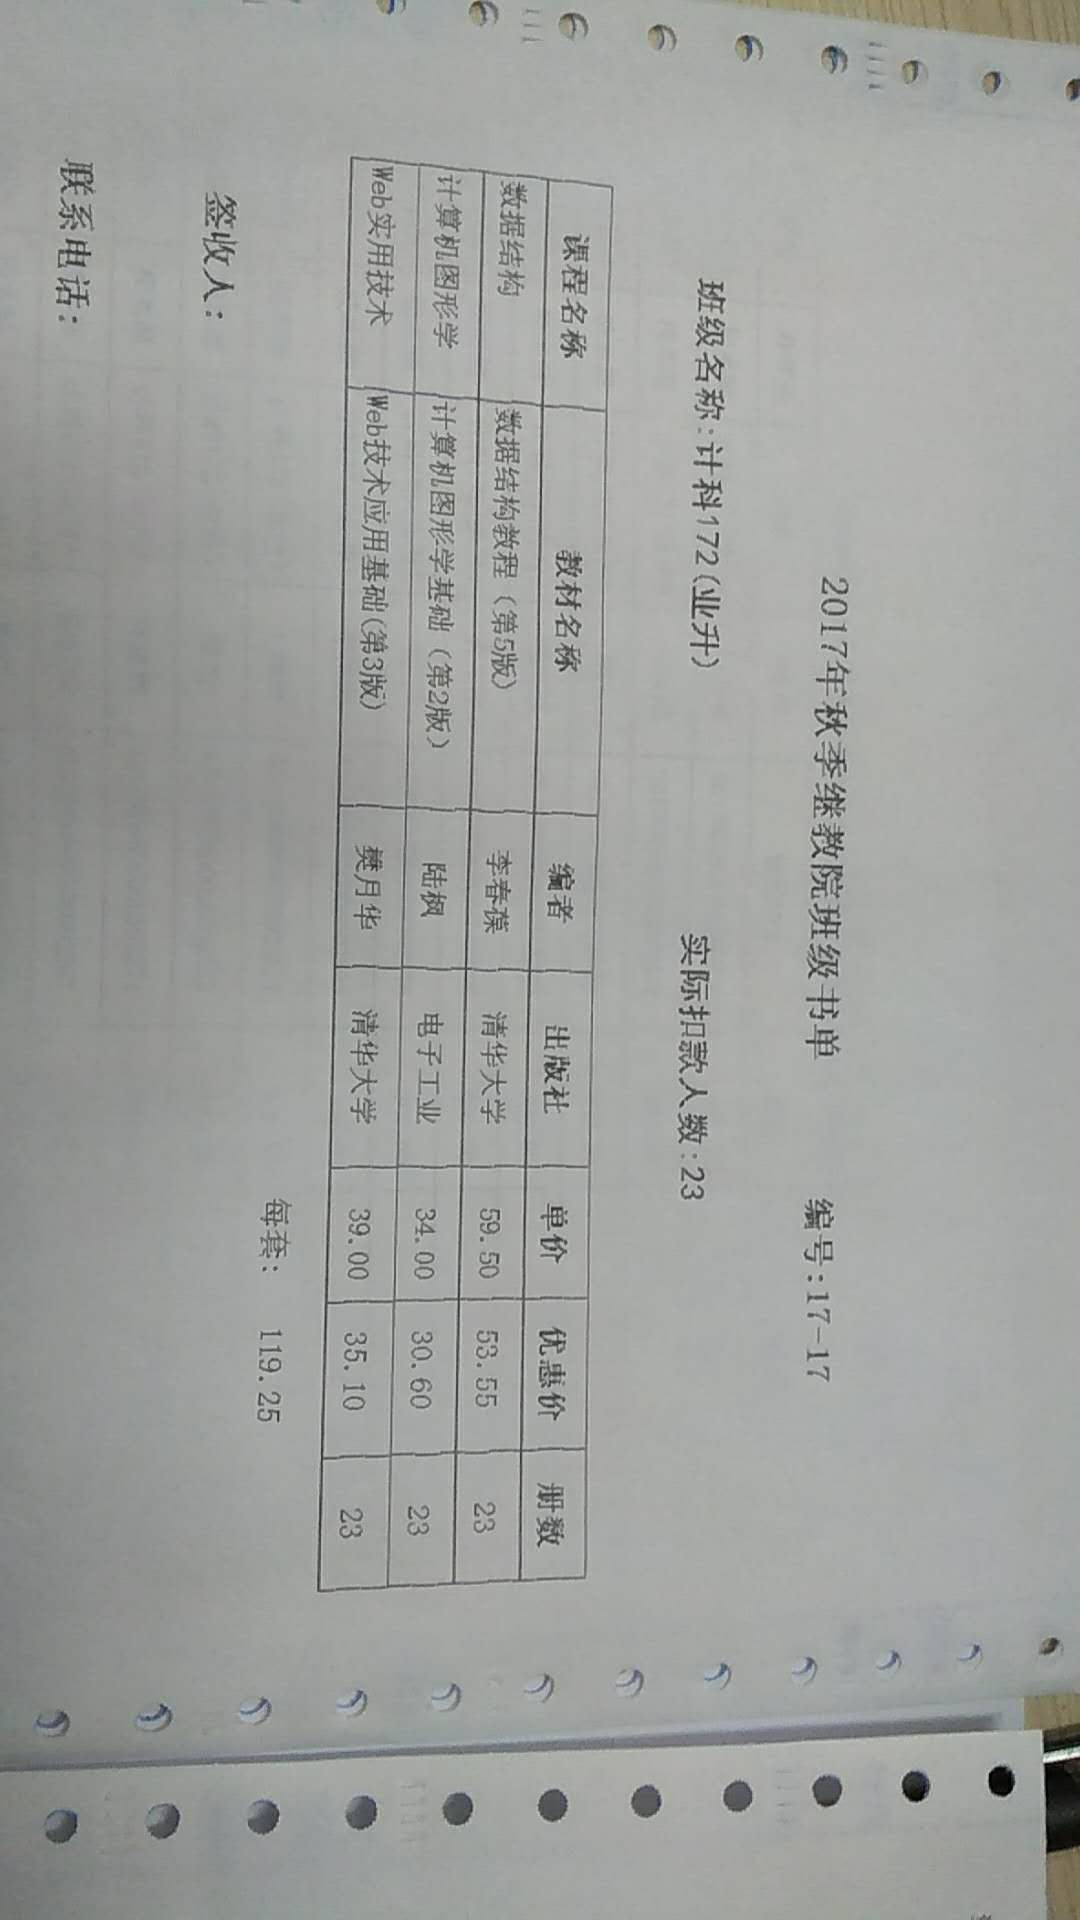 2017年秋季继教院班级书单 编号:17-17
班级名称:计科172(业升) 实际扣款人数:23
课程名称 教材名称 编者 出版社 单价 优惠价 册数
数据结构 数据结构教程（第5版） 李春葆 清华大学 59.50 53.55 23
计算机图形学 计算机图形学基础（第2版） 陆枫 电子工业 34.00 30.60 23
Web实用技术 Web技术应用基础(第3版) 樊月华 清华大学 39.00 35.10 23
每套: 119.25
签收人:
联系电话: